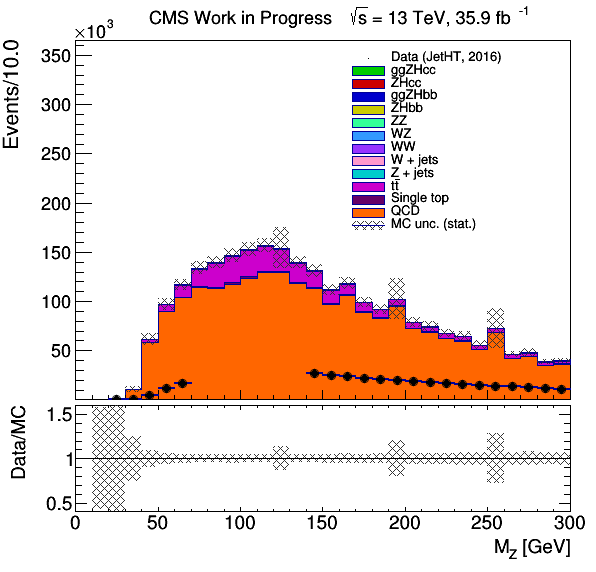 CMS Work in Progress √s = 13 TeV, 35.9 fb⁻¹
×10³
Events/10.0
350
300
250
200
150
100
50
Data (JetHT, 2016)
ggZHcc
ZHcc
ggZHbb
ZHbb
ZZ
WZ
WW
W + jets
Z + jets
tt̄
Single top
QCD
MC unc. (stat.)
Data/MC
1.5
1
0.5
0 50 100 150 200 250 300
M_Z [GeV]